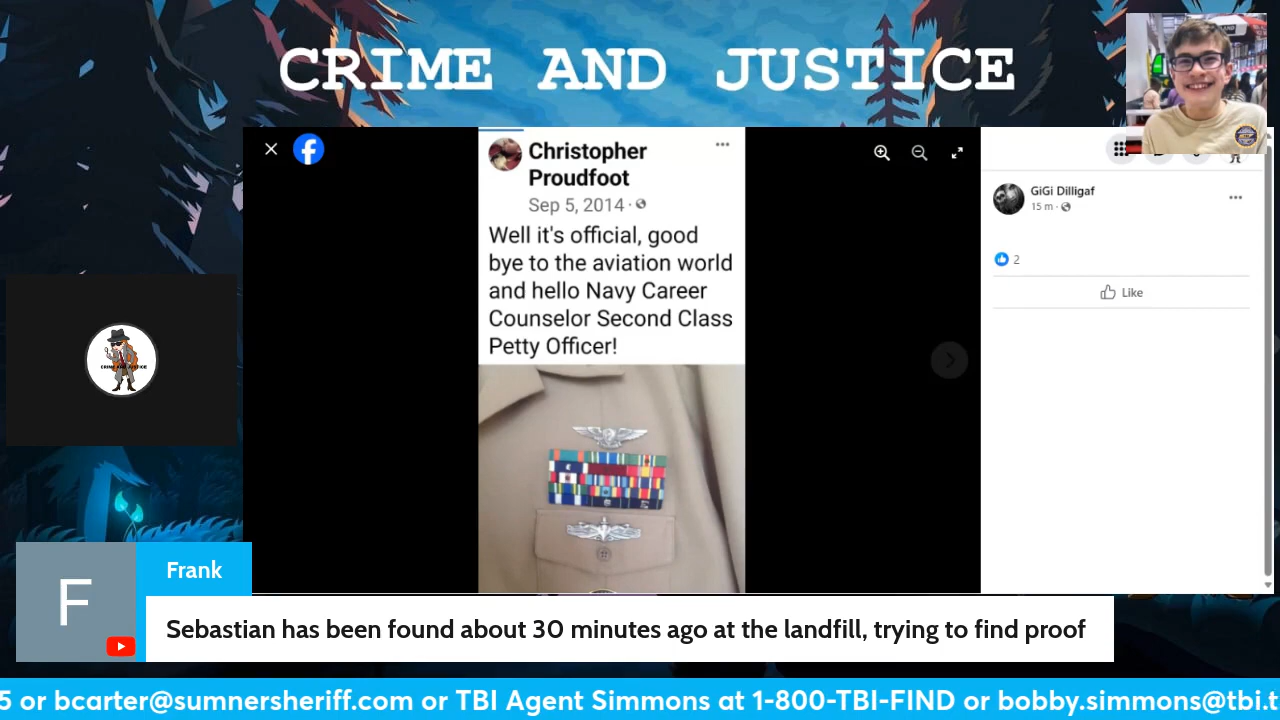 CRIME AND JUSTICE
Christopher
Proudfoot
Sep 5, 2014 ·
Well it's official, good
bye to the aviation world
and hello Navy Career
Counselor Second Class
Petty Officer!
GiGi Dilligaf
15 m ·
2
Like
CRIME AND JUSTICE
F
Frank
Sebastian has been found about 30 minutes ago at the landfill, trying to find proof
5 or bcarter@sumnersheriff.com or TBI Agent Simmons at 1-800-TBI-FIND or bobby.simmons@tbi.t